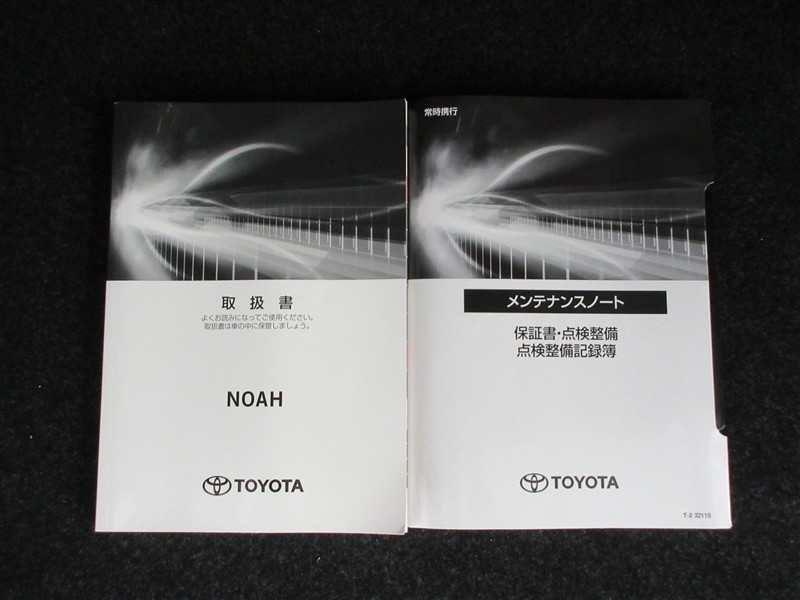 取扱書
よくお読みになってご使用ください。
取扱書は車の中に保管しましょう。
NOAH
TOYOTA
常時携行
メンテナンスノート
保証書・点検整備
点検整備記録簿
TOYOTA
T-2 32110